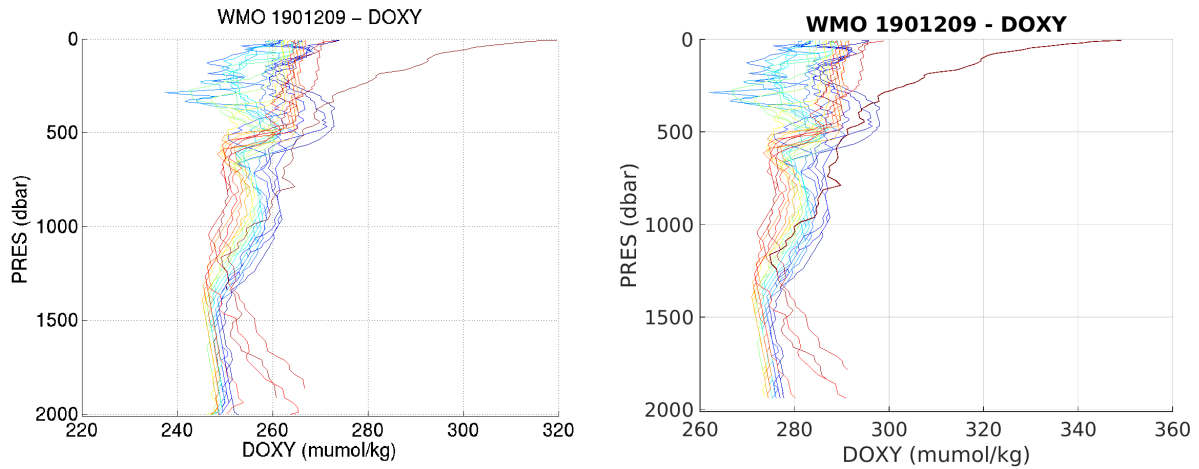 WMO 1901209 – DOXY
0
500
1000
1500
2000
PRES (dbar)
220 240 260 280 300 320
DOXY (mumol/kg)
WMO 1901209 - DOXY
0
500
1000
1500
2000
PRES (dbar)
260 280 300 320 340 360
DOXY (mumol/kg)